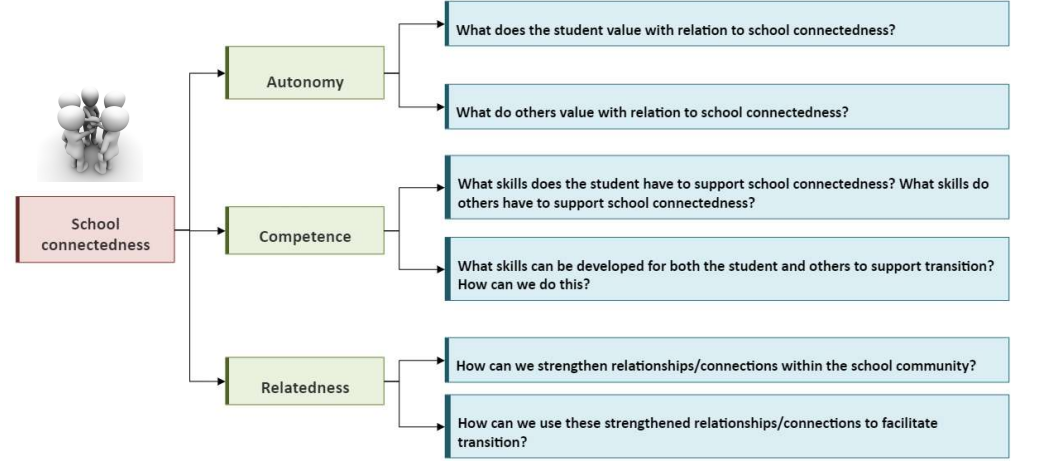 School
connectedness
Autonomy
What does the student value with relation to school connectedness?
What do others value with relation to school connectedness?
Competence
What skills does the student have to support school connectedness? What skills do
others have to support school connectedness?
What skills can be developed for both the student and others to support transition?
How can we do this?
Relatedness
How can we strengthen relationships/connections within the school community?
How can we use these strengthened relationships/connections to facilitate
transition?